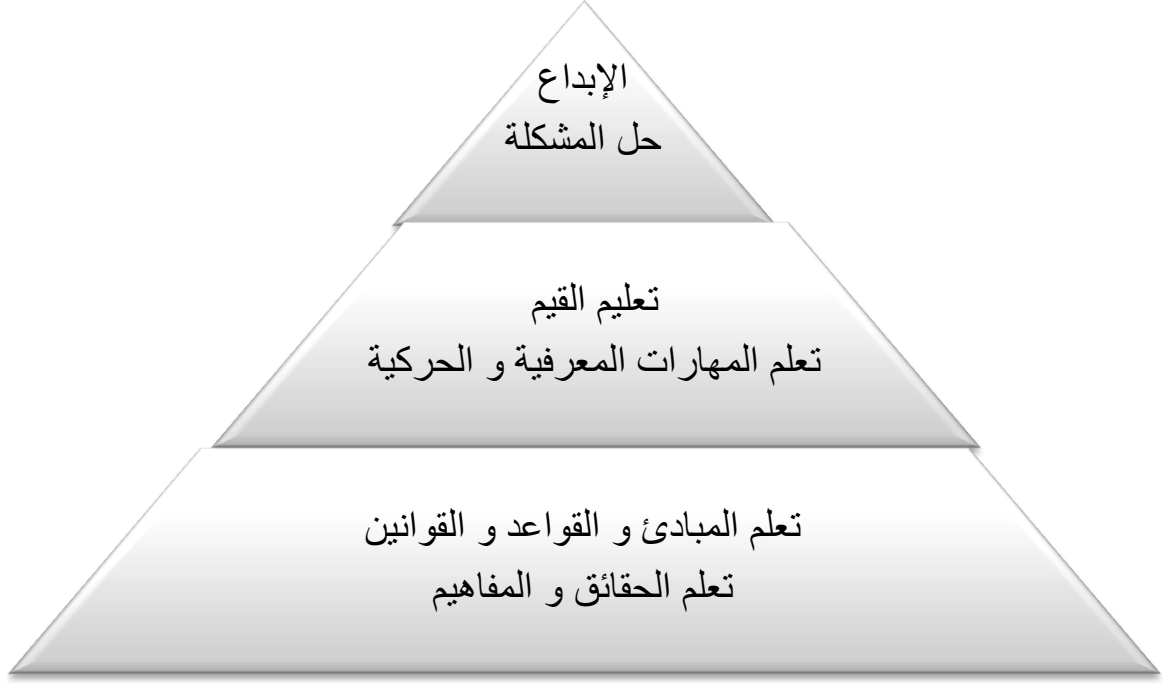 الإبداع
حل المشكلة
تعليم القيم
تعلم المهارات المعرفية و الحركية
تعلم المبادئ و القواعد و القوانين
تعلم الحقائق و المفاهيم